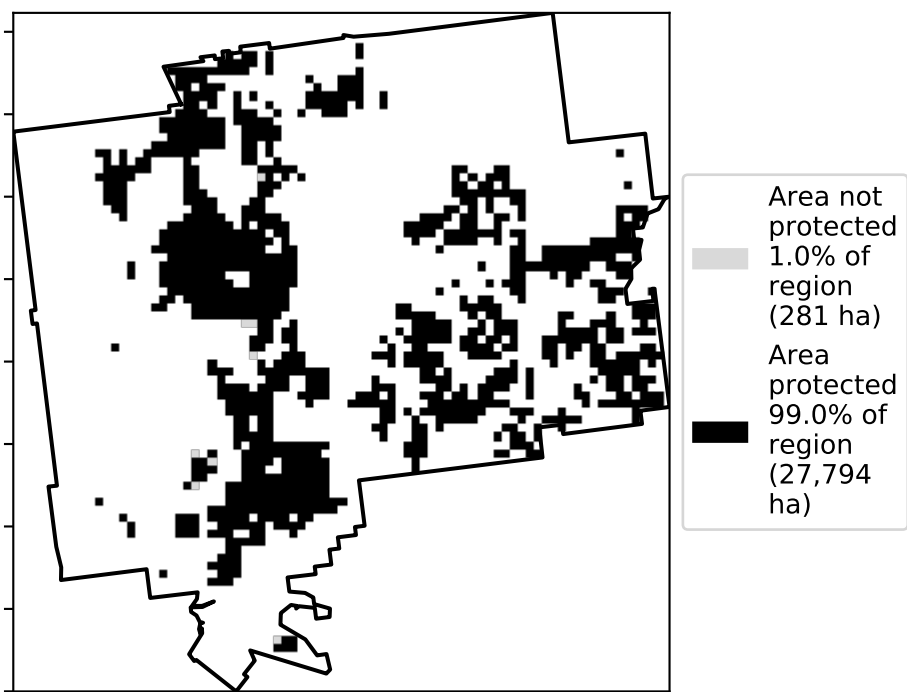 Area not
protected
1.0% of
region
(281 ha)
Area
protected
99.0% of
region
(27,794
ha)